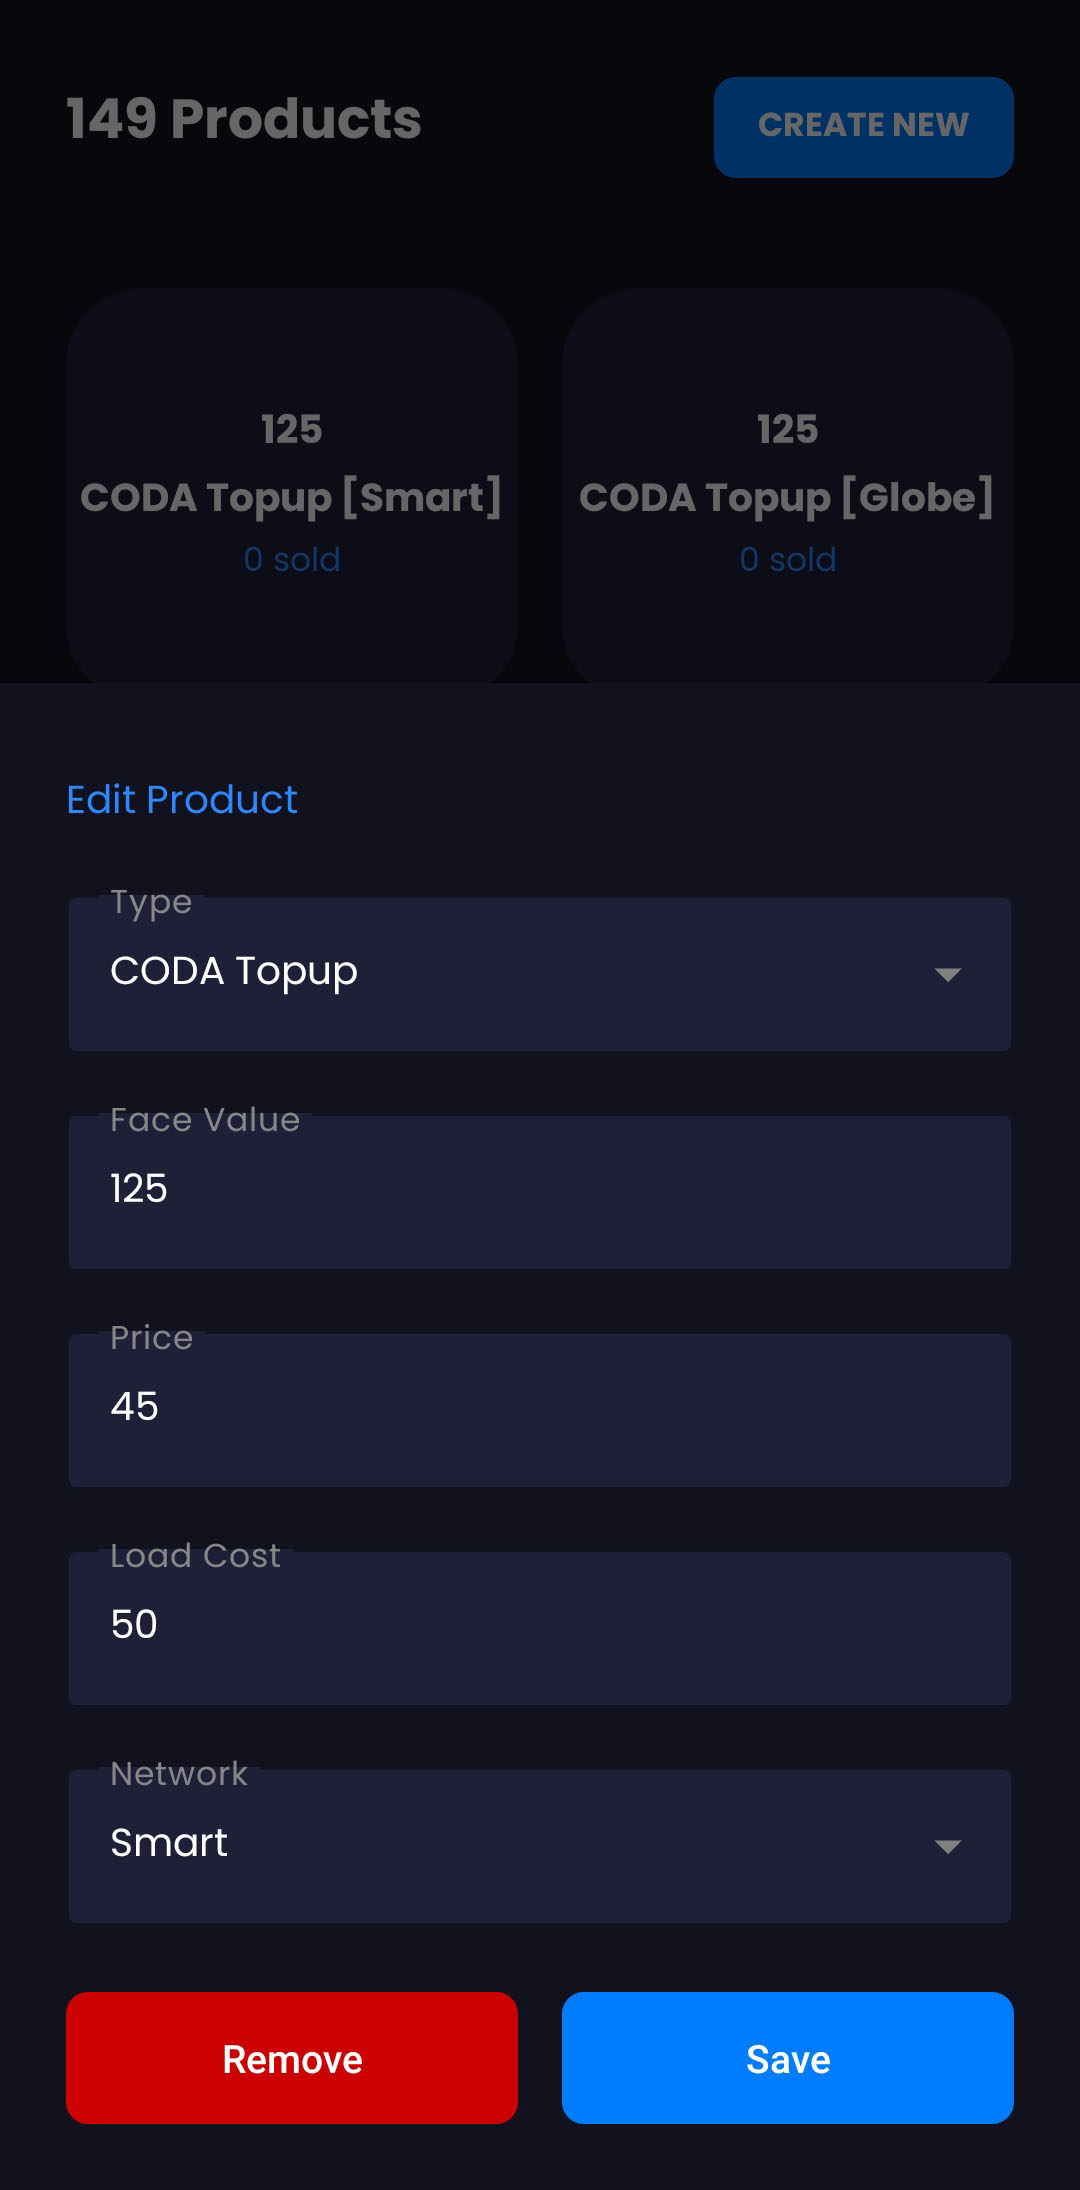 149 Products
CREATE NEW
125
CODA Topup [Smart]
0 sold
125
CODA Topup [Globe]
0 sold
Edit Product
Type
CODA Topup
Face Value
125
Price
45
Load Cost
50
Network
Smart
Remove
Save